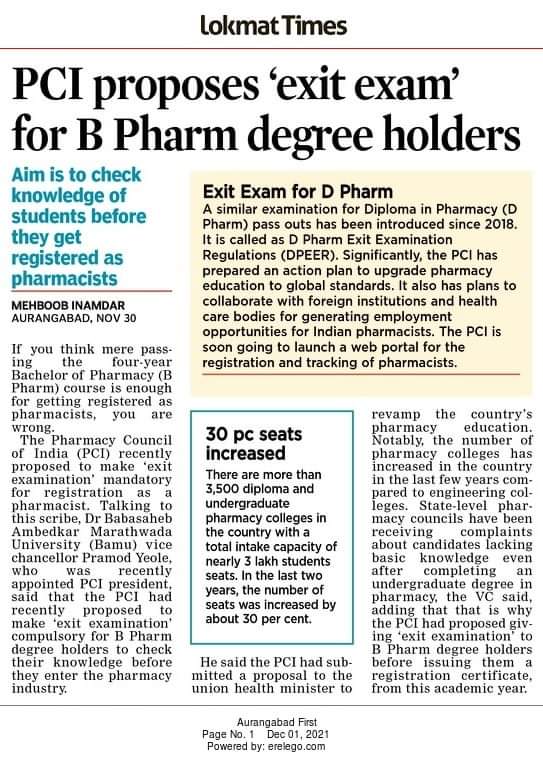 Lokmat Times
PCI proposes ‘exit exam’
for B Pharm degree holders
Aim is to check
knowledge of
students before
they get
registered as
pharmacists
MEHBOOB INAMDAR
AURANGABAD, NOV 30
If you think mere pass-
ing the four-year
Bachelor of Pharmacy (B
Pharm) course is enough
for getting registered as
pharmacists, you are
wrong.
The Pharmacy Council
of India (PCI) recently
proposed to make ‘exit
examination’ mandatory
for registration as a
pharmacist. Talking to
this scribe, Dr Babasaheb
Ambedkar Marathwada
University (Bamu) vice
chancellor Pramod Yeole,
who was recently
appointed PCI president,
said that the PCI had
recently proposed to
make ‘exit examination’
compulsory for B Pharm
degree holders to check
their knowledge before
they enter the pharmacy
industry.
Exit Exam for D Pharm
A similar examination for Diploma in Pharmacy (D
Pharm) pass outs has been introduced since 2018.
It is called as D Pharm Exit Examination
Regulations (DPEER). Significantly, the PCI has
prepared an action plan to upgrade pharmacy
education to global standards. It also has plans to
collaborate with foreign institutions and health
care bodies for generating employment
opportunities for Indian pharmacists. The PCI is
soon going to launch a web portal for the
registration and tracking of pharmacists.
30 pc seats
increased
There are more than
3,500 diploma and
undergraduate
pharmacy colleges in
the country with a
total intake capacity of
nearly 3 lakh students
seats. In the last two
years, the number of
seats was increased by
about 30 per cent.
He said the PCI had sub-
mitted a proposal to the
union health minister to
revamp the country's
pharmacy education.
Notably, the number of
pharmacy colleges has
increased in the country
in the last few years com-
pared to engineering col-
leges. State-level phar-
macy councils have been
receiving complaints
about candidates lacking
basic knowledge even
after completing an
undergraduate degree in
pharmacy, the VC said,
adding that that is why
the PCI had proposed giv-
ing ‘exit examination’ to
B Pharm degree holders
before issuing them a
registration certificate,
from this academic year.
Aurangabad First
Page No. 1 Dec 01, 2021
Powered by: erelego.com